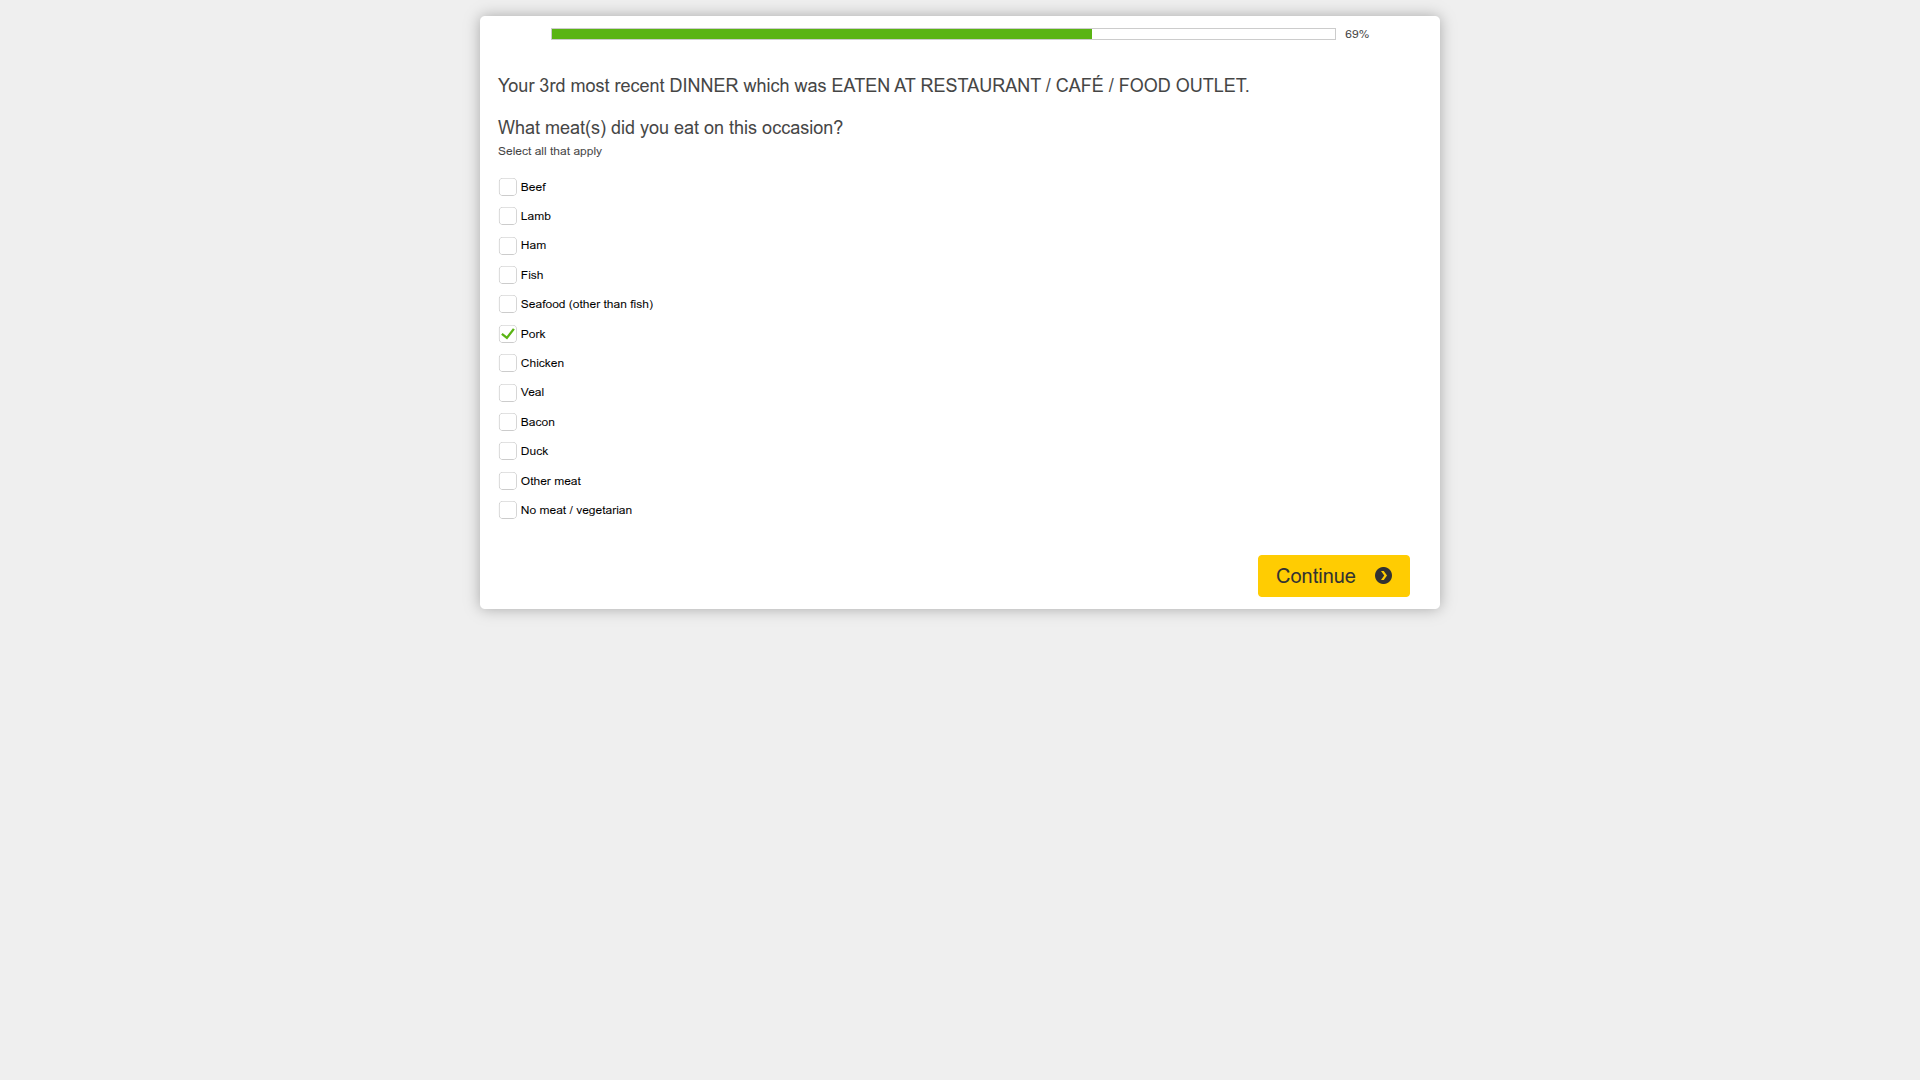 69%
Your 3rd most recent DINNER which was EATEN AT RESTAURANT / CAFÉ / FOOD OUTLET.
What meat(s) did you eat on this occasion?
Select all that apply
Beef
Lamb
Ham
Fish
Seafood (other than fish)
Pork
Chicken
Veal
Bacon
Duck
Other meat
No meat / vegetarian
Continue